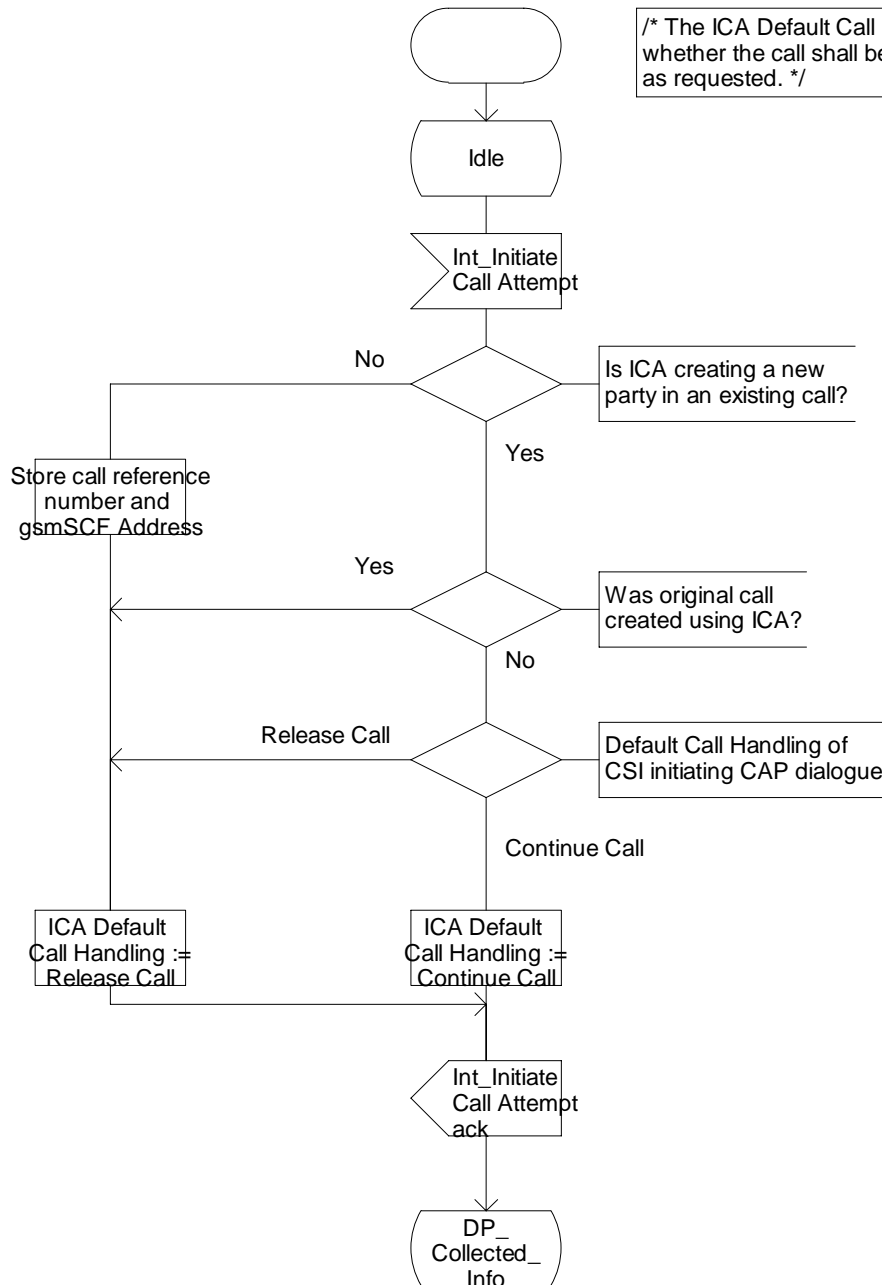 /* The ICA Default Call
whether the call shall be
as requested. */
Idle
Int_Initiate
Call Attempt
No
Is ICA creating a new
party in an existing call?
Yes
Store call reference
number and
gsmSCF Address
Yes
Was original call
created using ICA?
No
Release Call
Default Call Handling of
CSI initiating CAP dialogue
Continue Call
ICA Default
Call Handling :=
Release Call
ICA Default
Call Handling :=
Continue Call
Int_Initiate
Call Attempt
ack
DP_
Collected_
Info